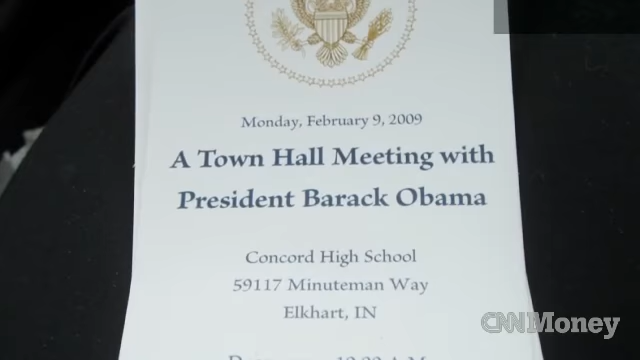 Monday, February 9, 2009
A Town Hall Meeting with
President Barack Obama
Concord High School
59117 Minuteman Way
Elkhart, IN
CNNMoney